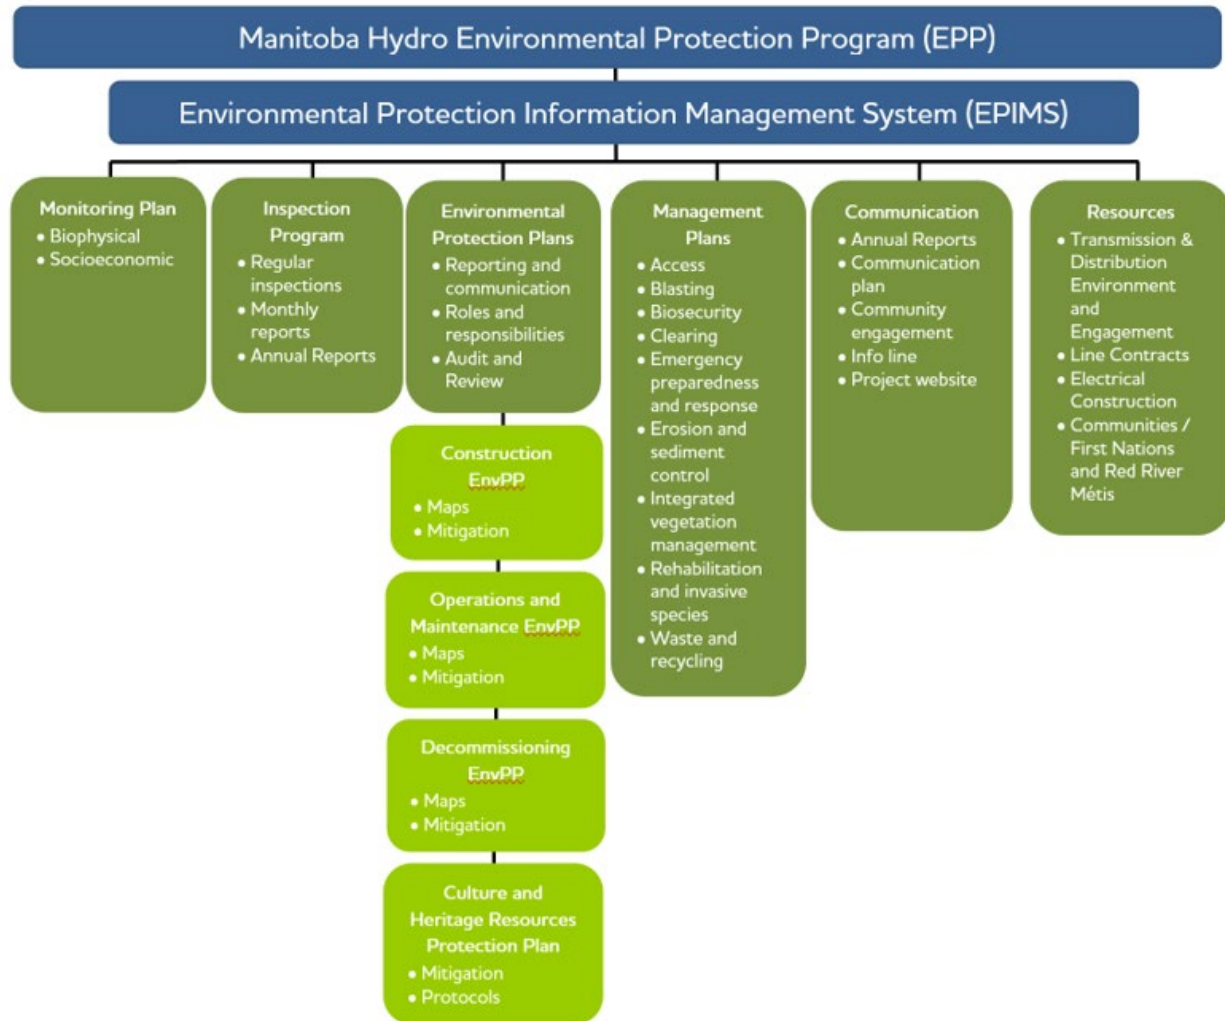 Manitoba Hydro Environmental Protection Program (EPP)
Environmental Protection Information Management System (EPIMS)
Monitoring Plan
• Biophysical
• Socioeconomic
Inspection
Program
• Regular
inspections
• Monthly
reports
• Annual Reports
Environmental
Protection Plans
• Reporting and
communication
• Roles and
responsibilities
• Audit and
Review
Construction
EnvPP
• Maps
• Mitigation
Operations and
Maintenance EnvPP
• Maps
• Mitigation
Decommissioning
EnvPP
• Maps
• Mitigation
Culture and
Heritage Resources
Protection Plan
• Mitigation
• Protocols
Management
Plans
• Access
• Blasting
• Biosecurity
• Clearing
• Emergency
preparedness
and response
• Erosion and
sediment
control
• Integrated
vegetation
management
• Rehabilitation
and invasive
species
• Waste and
recycling
Communication
• Annual Reports
• Communication
plan
• Community
engagement
• Info line
• Project website
Resources
• Transmission &
Distribution
Environment
and
Engagement
• Line Contracts
• Electrical
Construction
• Communities /
First Nations
and Red River
Métis